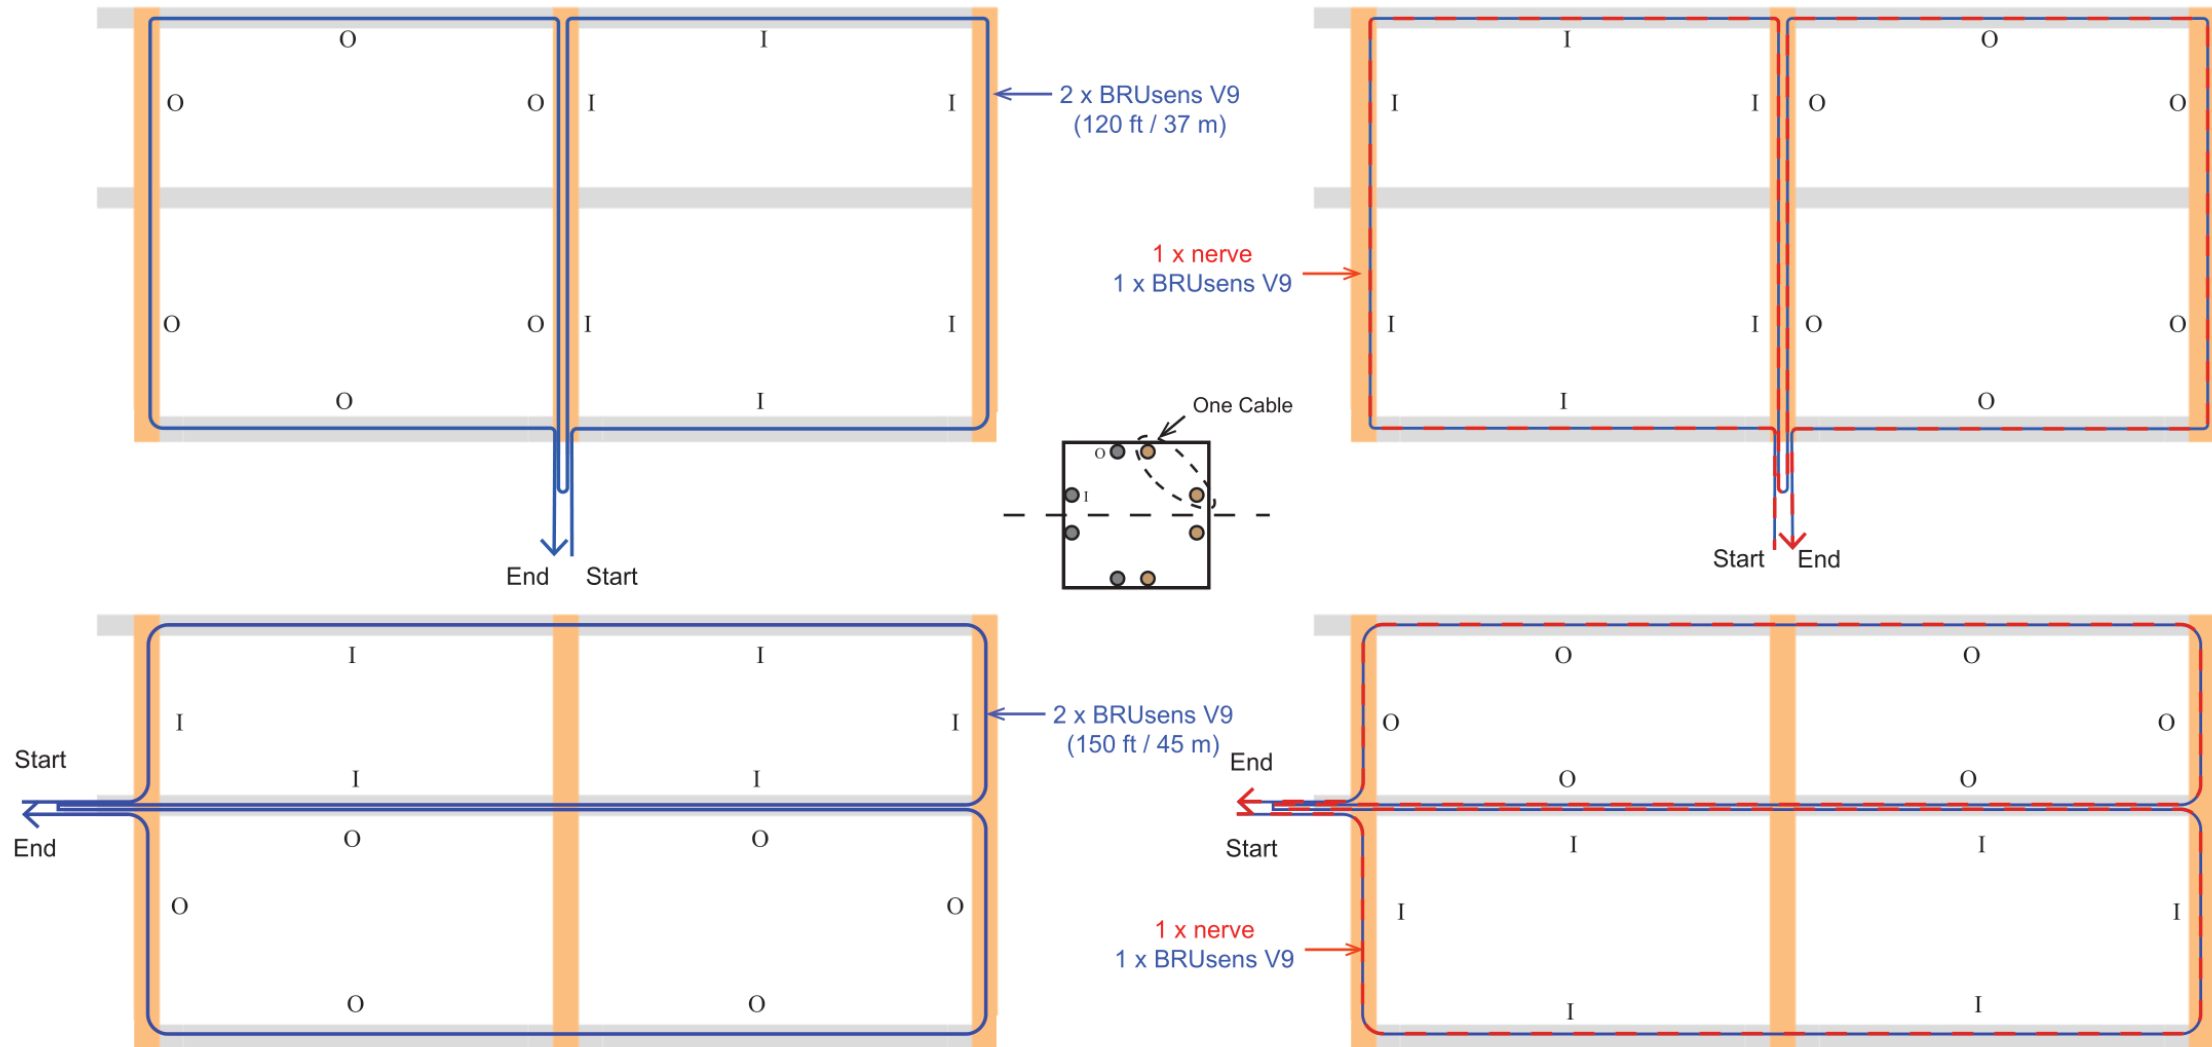 O I I O
2 x BRUsens V9
(120 ft / 37 m)
O O I I I I O O
1 x nerve
1 x BRUsens V9
O O I I I I O O
O I I O
One Cable
O
I
End Start
Start End
I I O O
2 x BRUsens V9
(150 ft / 45 m)
I I O O
Start
End
I I O O
End
Start
O O I I
O O I I
1 x nerve
1 x BRUsens V9
O O I I